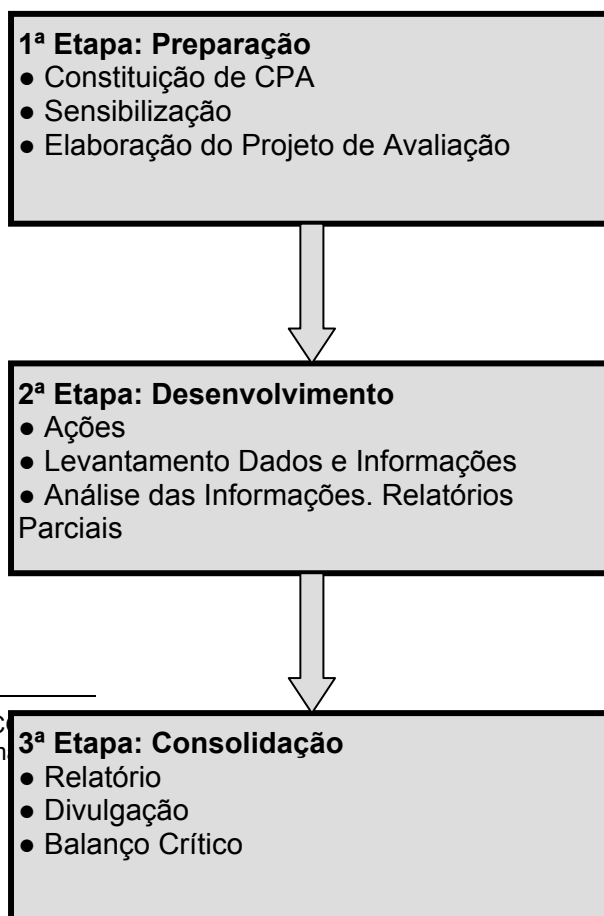 1ª Etapa: Preparação
● Constituição de CPA
● Sensibilização
● Elaboração do Projeto de Avaliação
2ª Etapa: Desenvolvimento
● Ações
● Levantamento Dados e Informações
● Análise das Informações. Relatórios
Parciais
3ª Etapa: Consolidação
● Relatório
● Divulgação
● Balanço Crítico